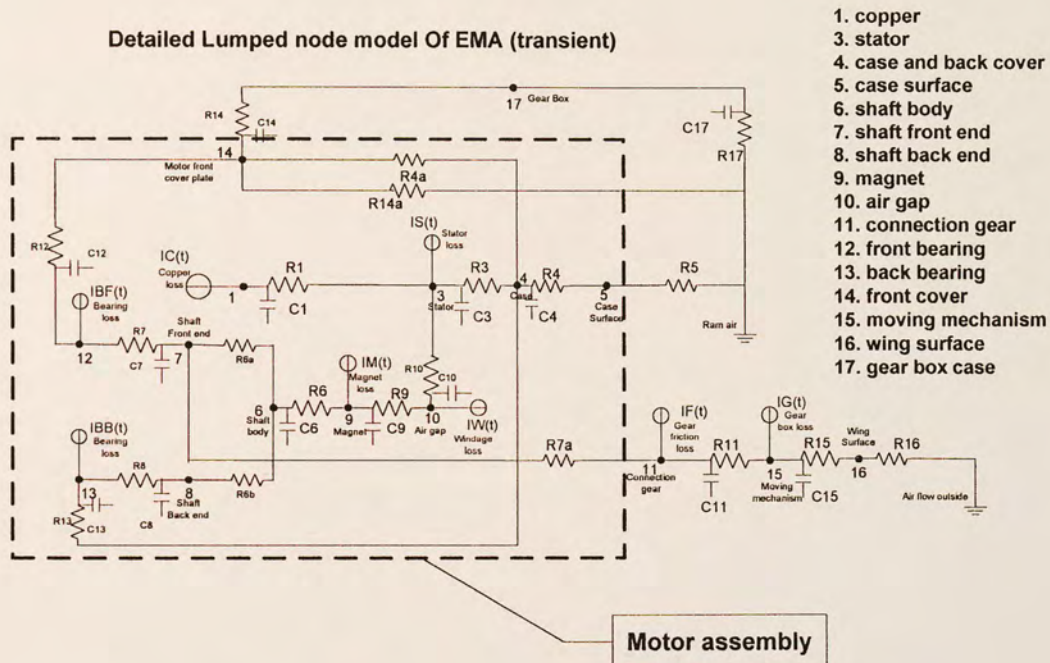 Detailed Lumped node model Of EMA (transient)
1. copper
3. stator
4. case and back cover
5. case surface
6. shaft body
7. shaft front end
8. shaft back end
9. magnet
10. air gap
11. connection gear
12. front bearing
13. back bearing
14. front cover
15. moving mechanism
16. wing surface
17. gear box case
17
Gear Box
R14
C14
C17
R17
14
Motor front
cover plate
R4a
R14a
R12
C12
IS(t)
Stator
loss
IC(t)
Copper
loss
1
R1
C1
3
Stator
R3
C3
4
Case
R4
C4
5
Case
Surface
R5
Ram air
IBF(t)
Bearing
loss
12
R7
C7
Shaft
Front end
7
R6a
IM(t)
Magnet
loss
R10
C10
6
Shaft
body
R6
C6
9
Magnet
R9
C9
10
Air gap
IW(t)
Windage
loss
IBB(t)
Bearing
loss
13
R8
C8
8
Shaft
Back end
R6b
R13
C13
R7a
IF(t)
Gear
friction
loss
11
Connection
gear
R11
C11
IG(t)
Gear
box loss
15
Moving
mechanism
R15
C15
Wing
Surface
16
R16
Air flow outside
Motor assembly